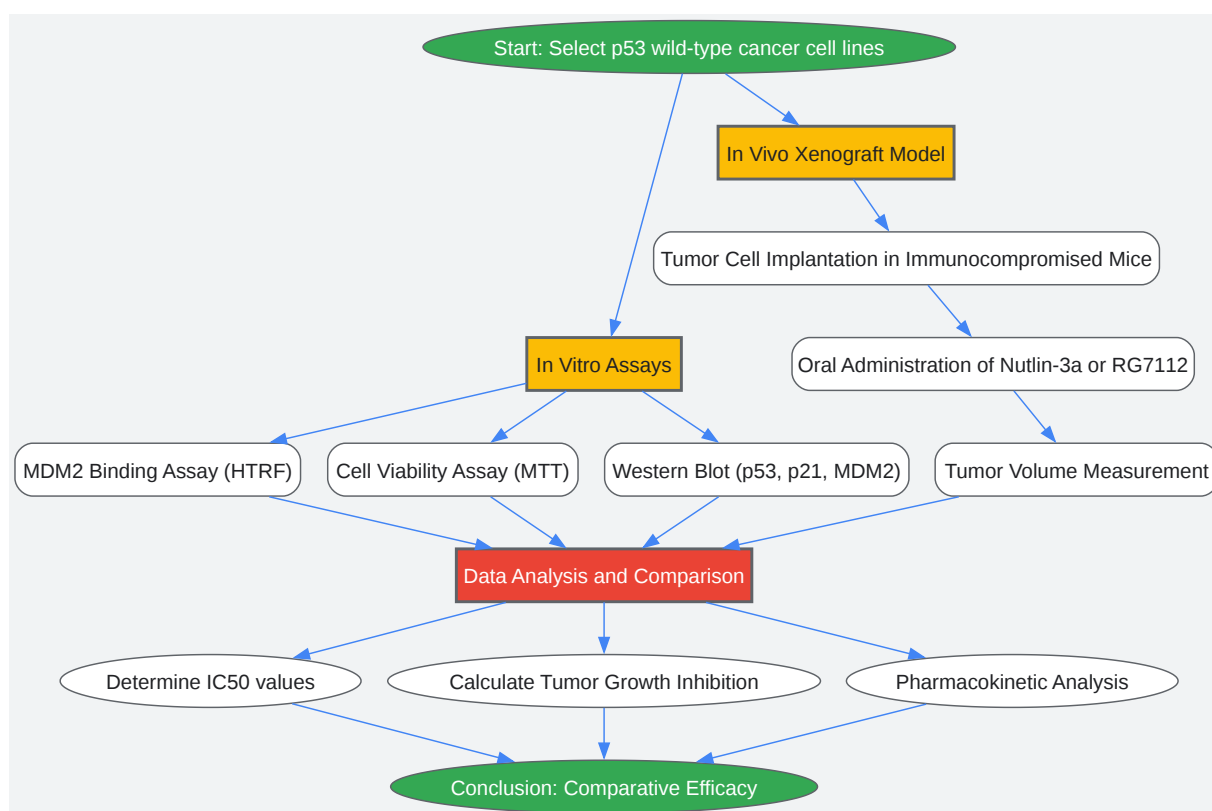 Start: Select p53 wild-type cancer cell lines
In Vivo Xenograft Model
Tumor Cell Implantation in Immunocompromised Mice
In Vitro Assays
Oral Administration of Nutlin-3a or RG7112
MDM2 Binding Assay (HTRF)
Cell Viability Assay (MTT)
Western Blot (p53, p21, MDM2)
Tumor Volume Measurement
Data Analysis and Comparison
Determine IC50 values
Calculate Tumor Growth Inhibition
Pharmacokinetic Analysis
Conclusion: Comparative Efficacy